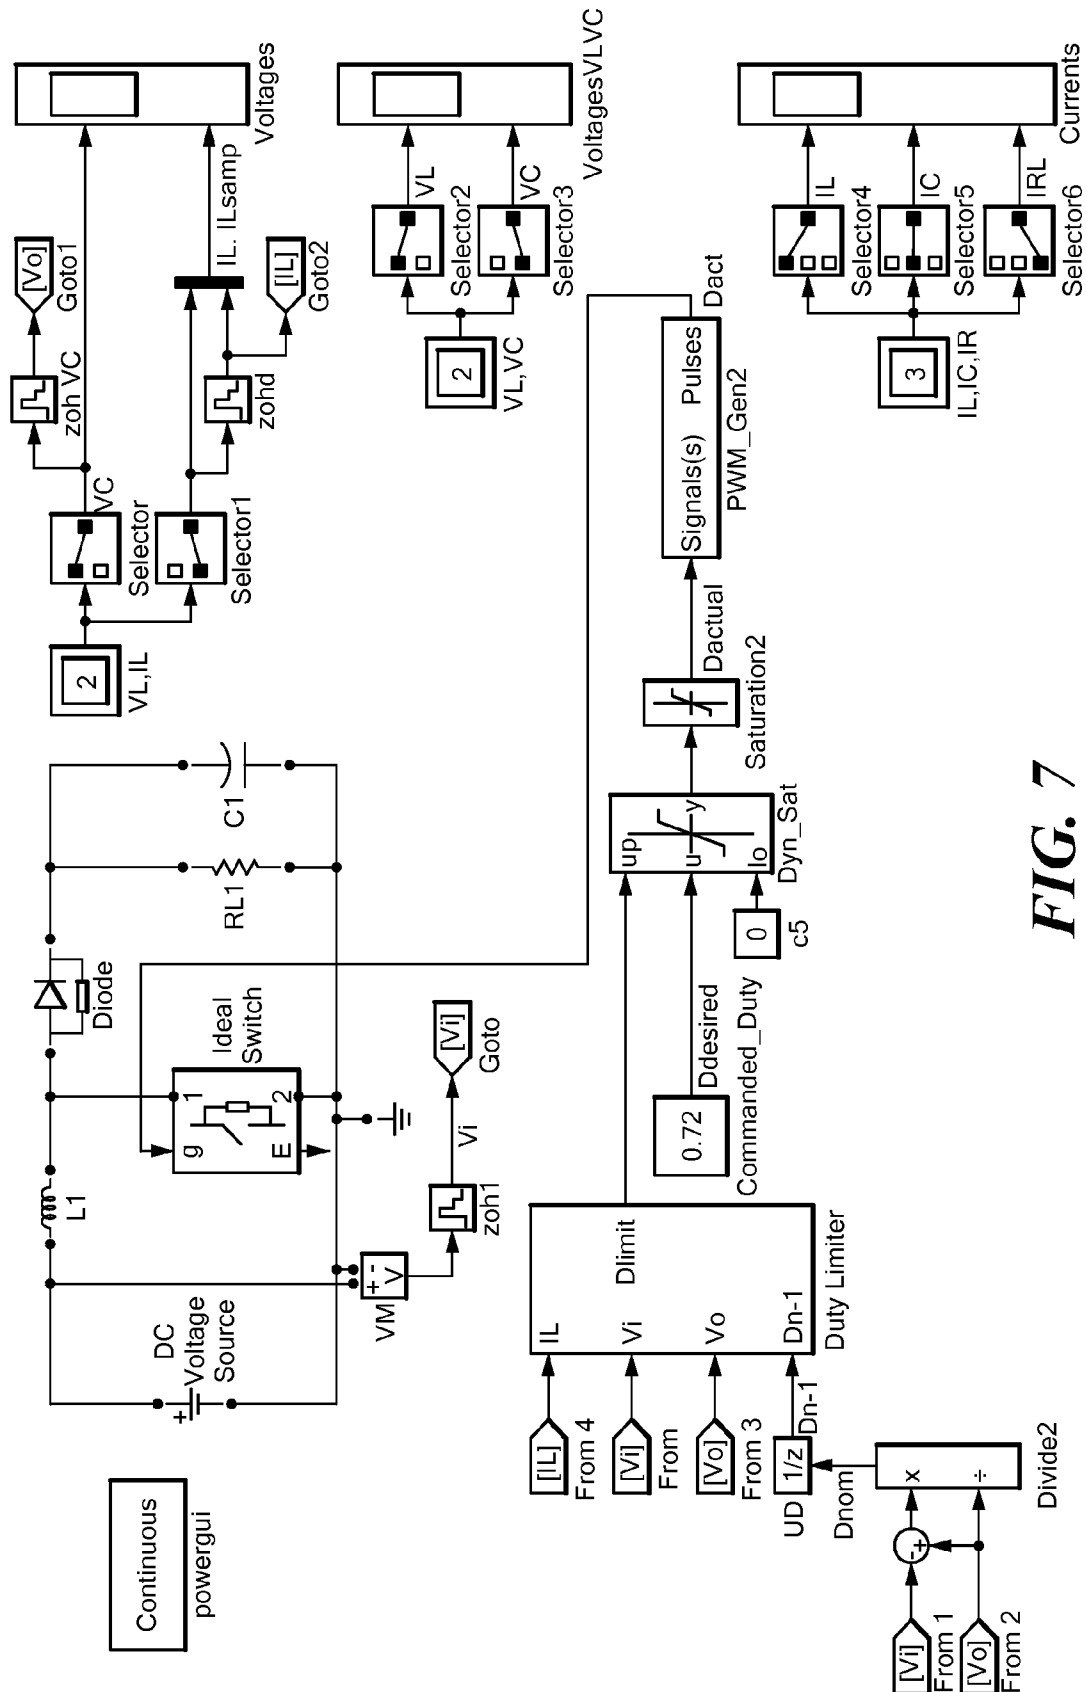 Continuous
powergui
DC
Voltage
Source
+
L1
g
1
E
2
Ideal
Switch
Diode
RL1
C1
VM
+ -
V
zoh1
Vi
[Vi]
Goto
2
VL,IL
Selector
VC
Selector1
zoh VC
[Vo]
Goto1
zohd
[IL]
Goto2
IL. ILsamp
Voltages
2
VL,VC
Selector2
VL
Selector3
VC
VoltagesVLVC
3
IL,IC,IR
Selector4
IL
Selector5
IC
Selector6
IRL
Currents
[IL]
From 4
[Vi]
From
[Vo]
From 3
UD
1/z
Dn-1
IL
Vi
Vo
Dn-1
Dlimit
Duty Limiter
0.72
Ddesired
Commanded_Duty
0
c5
up
u
lo
y
Dyn_Sat
Saturation2
Dactual
Signals(s) Pulses
PWM_Gen2
Dact
[Vi]
From 1
[Vo]
From 2
-
+
Dnom
x
÷
Divide2
FIG. 7